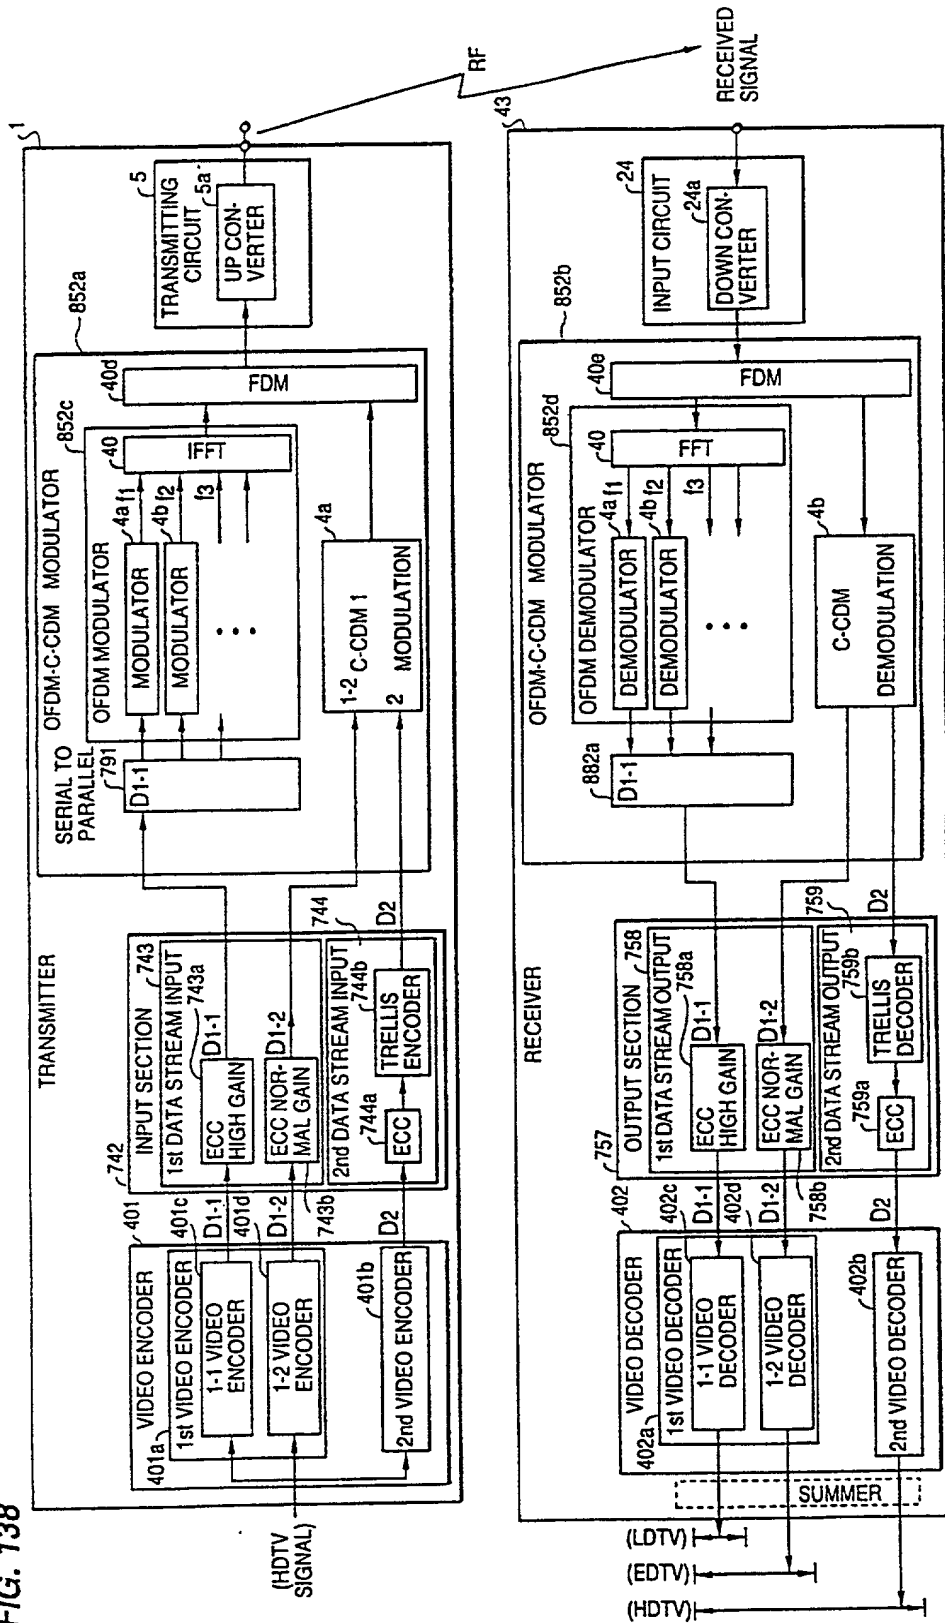 FIG. 138
TRANSMITTER
1
(HDTV
SIGNAL)
VIDEO ENCODER
401
401a
1st VIDEO ENCODER
401c
1-1 VIDEO
ENCODER
401d
1-2 VIDEO
ENCODER
401b
2nd VIDEO ENCODER
D1-1
D1-2
D2
742
INPUT SECTION
743
1st DATA STREAM INPUT
743a
ECC
HIGH GAIN
D1-1
ECC NOR-
MAL GAIN
D1-2
743b
744
2nd DATA STREAM INPUT
744a
744b
ECC
TRELLIS
ENCODER
D2
852a
OFDM-C-CDM MODULATOR
SERIAL TO
PARALLEL
791
D1-1
852c
OFDM MODULATOR
4a
MODULATOR
f1
4b
MODULATOR
f2
f3
40
IFFT
40d
FDM
4a
1-2
C-CDM 1
2
MODULATION
5
TRANSMITTING
CIRCUIT
5a
UP CON-
VERTER
RF
RECEIVED
SIGNAL
RECEIVER
43
24
INPUT CIRCUIT
24a
DOWN CON-
VERTER
852b
OFDM-C-CDM MODULATOR
40e
FDM
852d
OFDM DEMODULATOR
40
FFT
4a
DEMODULATOR
f1
4b
DEMODULATOR
f2
f3
882a
D1-1
4b
C-CDM
DEMODULATION
D2
757
OUTPUT SECTION
758
1st DATA STREAM OUTPUT
758a
ECC
HIGH GAIN
D1-1
ECC NOR-
MAL GAIN
D1-2
758b
759
2nd DATA STREAM OUTPUT
759a
759b
ECC
TRELLIS
DECODER
D1-1
D1-2
D2
VIDEO DECODER
402
402a
1st VIDEO DECODER
402c
1-1 VIDEO
DECODER
402d
1-2 VIDEO
DECODER
402b
2nd VIDEO DECODER
SUMMER
(LDTV)
(EDTV)
(HDTV)